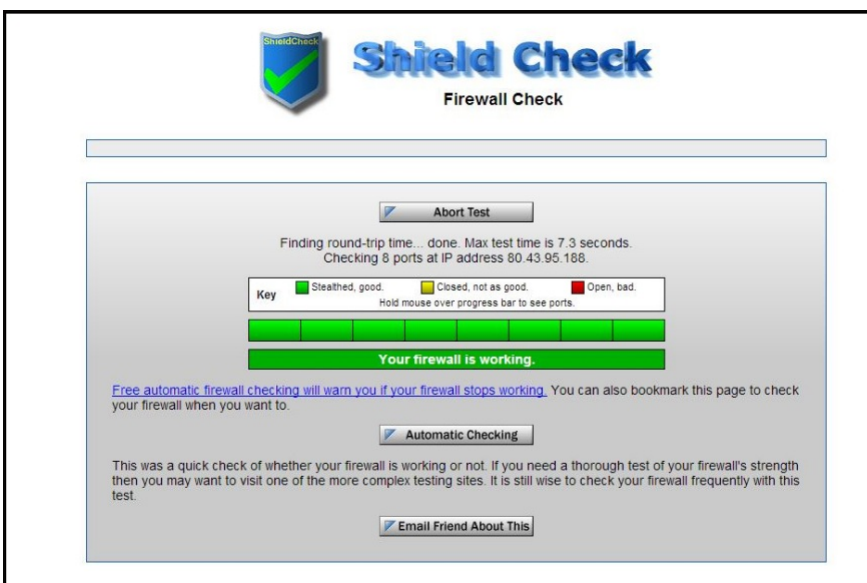 ShieldCheck
Shield Check
Firewall Check
Abort Test
Finding round-trip time... done. Max test time is 7.3 seconds.
Checking 8 ports at IP address 80.43.95.188.
Key
Stealthed, good. Closed, not as good. Open, bad.
Hold mouse over progress bar to see ports.
Your firewall is working.
Free automatic firewall checking will warn you if your firewall stops working. You can also bookmark this page to check
your firewall when you want to.
Automatic Checking
This was a quick check of whether your firewall is working or not. If you need a thorough test of your firewall's strength
then you may want to visit one of the more complex testing sites. It is still wise to check your firewall frequently with this
test.
Email Friend About This